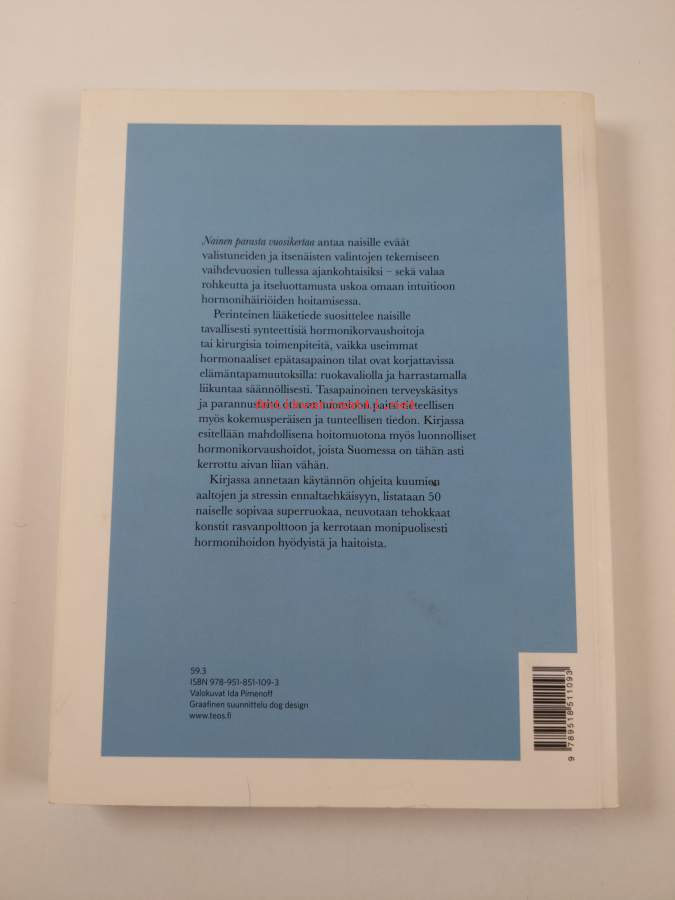 Nainen parasta vuosikertaa antaa naisille eväät
valistuneiden ja itsenäisten valintojen tekemiseen
vaihdevuosien tullessa ajankohtaisiksi – sekä valaa
rohkeutta ja itseluottamusta uskoa omaan intuitioon
hormonihäiriöiden hoitamisessa.
Perinteinen lääketiede suosittelee naisille
tavallisesti synteettisiä hormonikorvaushoitoja
tai kirurgisia toimenpiteitä, vaikka useimmat
hormonaaliset epätasapainon tilat ovat korjattavissa
elämäntapamuutoksilla: ruokavaliolla ja harrastamalla
liikuntaa säännöllisesti. Tasapainoinen terveyskäsitys
ja parannustaito
myös kokemusperäisen ja tunteellisen tiedon. Kirjassa
esitellään mahdollisena hoitomuotona myös luonnolliset
hormonikorvaushoidot, joista Suomessa on tähän asti
kerrottu aivan liian vähän.
Kirjassa annetaan käytännön ohjeita kuumien
aaltojen ja stressin ennaltaehkäisyyn, listataan 50
naiselle sopivaa superruokaa, neuvotaan tehokkaat
konstit rasvanpolttoon ja kerrotaan monipuolisesti
hormonihoidon hyödyistä ja haitoista.
59.3
ISBN 978-951-851-109-3
Valokuvat Ida Pimenoff
Graafinen suunnittelu dog design
www.teos.fi
9 789518 511093